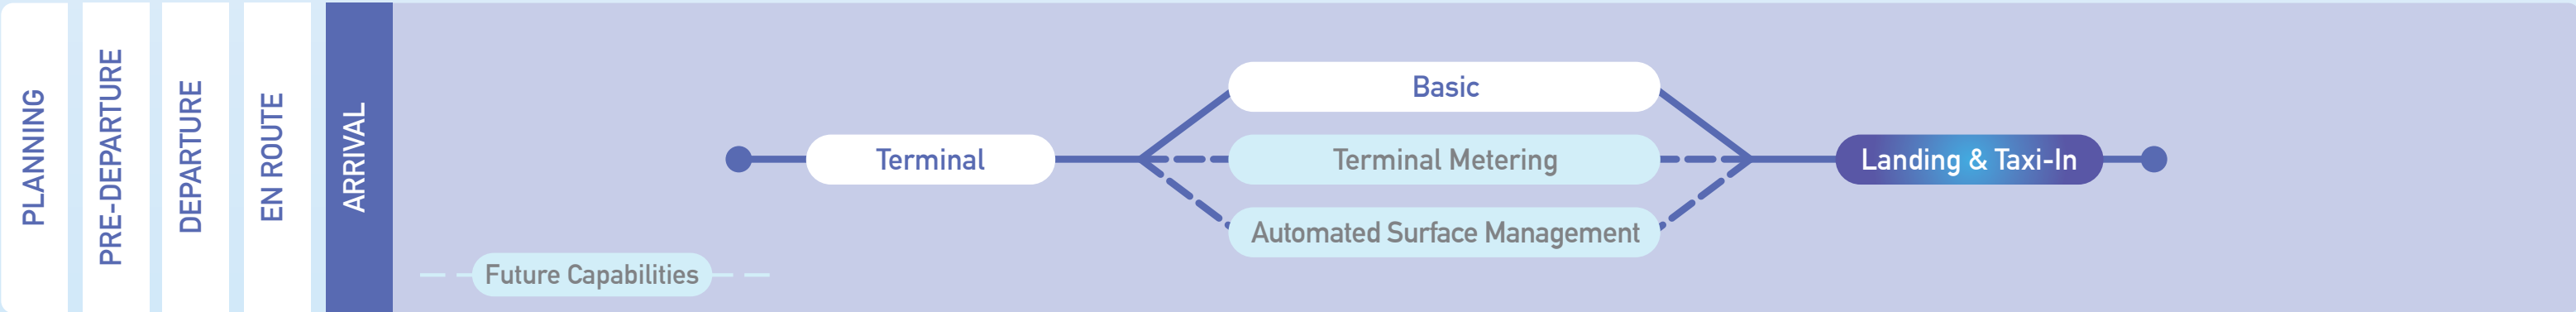 PLANNING
PRE-DEPARTURE
DEPARTURE
EN ROUTE
ARRIVAL
Terminal
Basic
Terminal Metering
Automated Surface Management
Landing & Taxi-In
Future Capabilities